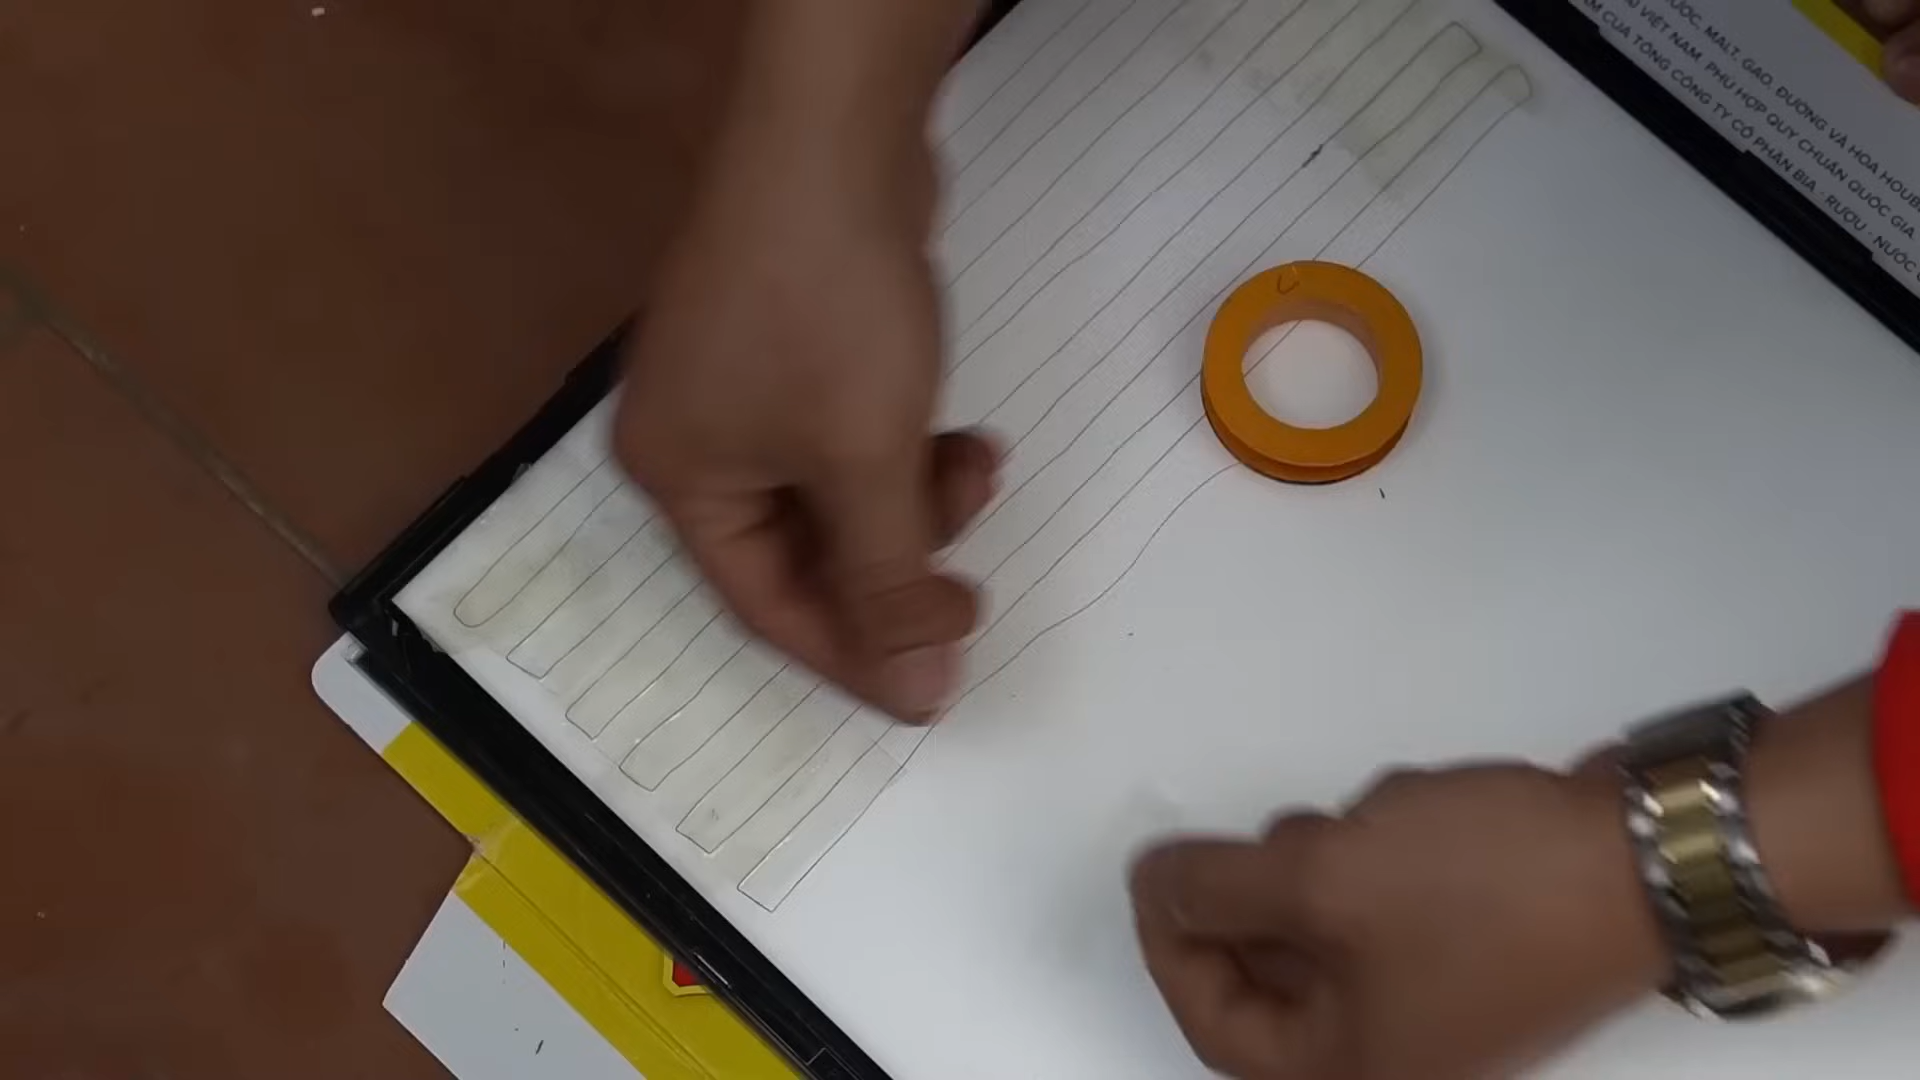 ƯỚC, MALT, GẠO, ĐƯỜNG VÀ HOA HOUB
VIỆT NAM. PHÙ HỢP QUY CHUẨN QUỐC GIA
ẨM CỦA TỔNG CÔNG TY CỔ PHẦN BIA - RƯỢU - NƯỚC